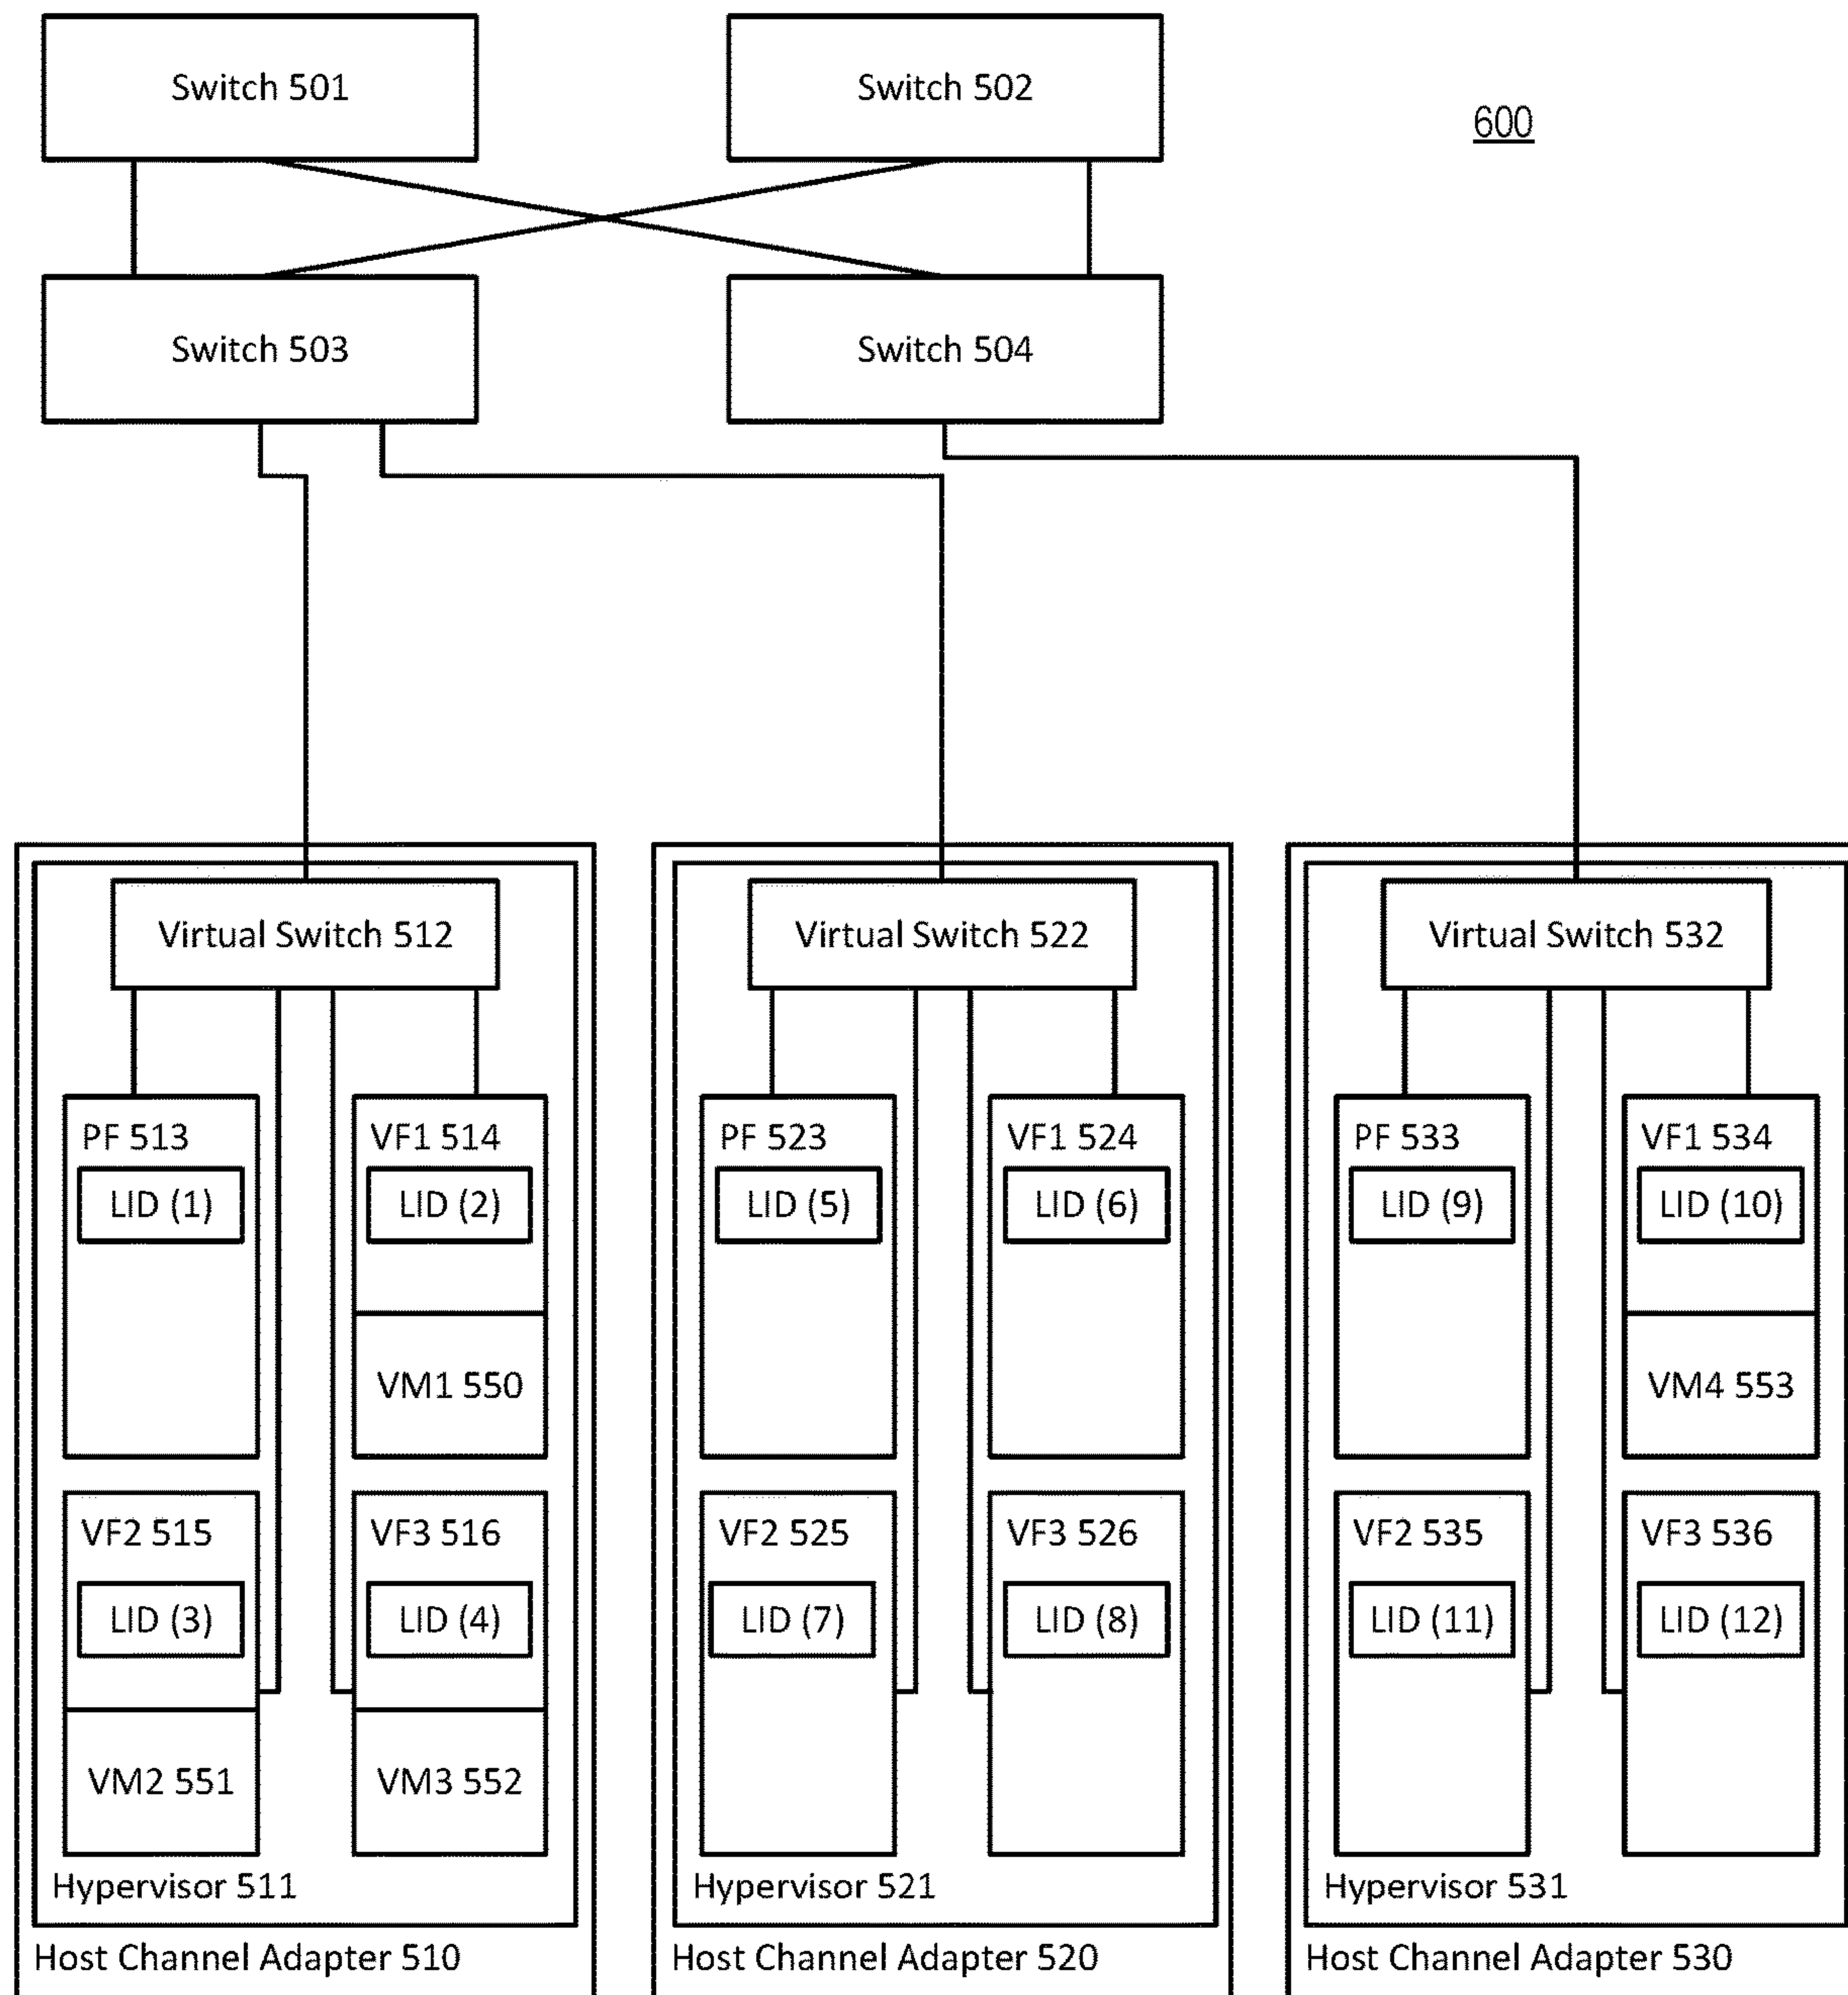 Switch 501
Switch 502
600
Switch 503
Switch 504
Virtual Switch 512
Virtual Switch 522
Virtual Switch 532
PF 513
LID (1)
VF1 514
LID (2)
VM1 550
PF 523
LID (5)
VF1 524
LID (6)
PF 533
LID (9)
VF1 534
LID (10)
VM4 553
VF2 515
LID (3)
VM2 551
VF3 516
LID (4)
VM3 552
VF2 525
LID (7)
VF3 526
LID (8)
VF2 535
LID (11)
VF3 536
LID (12)
Hypervisor 511
Hypervisor 521
Hypervisor 531
Host Channel Adapter 510
Host Channel Adapter 520
Host Channel Adapter 530